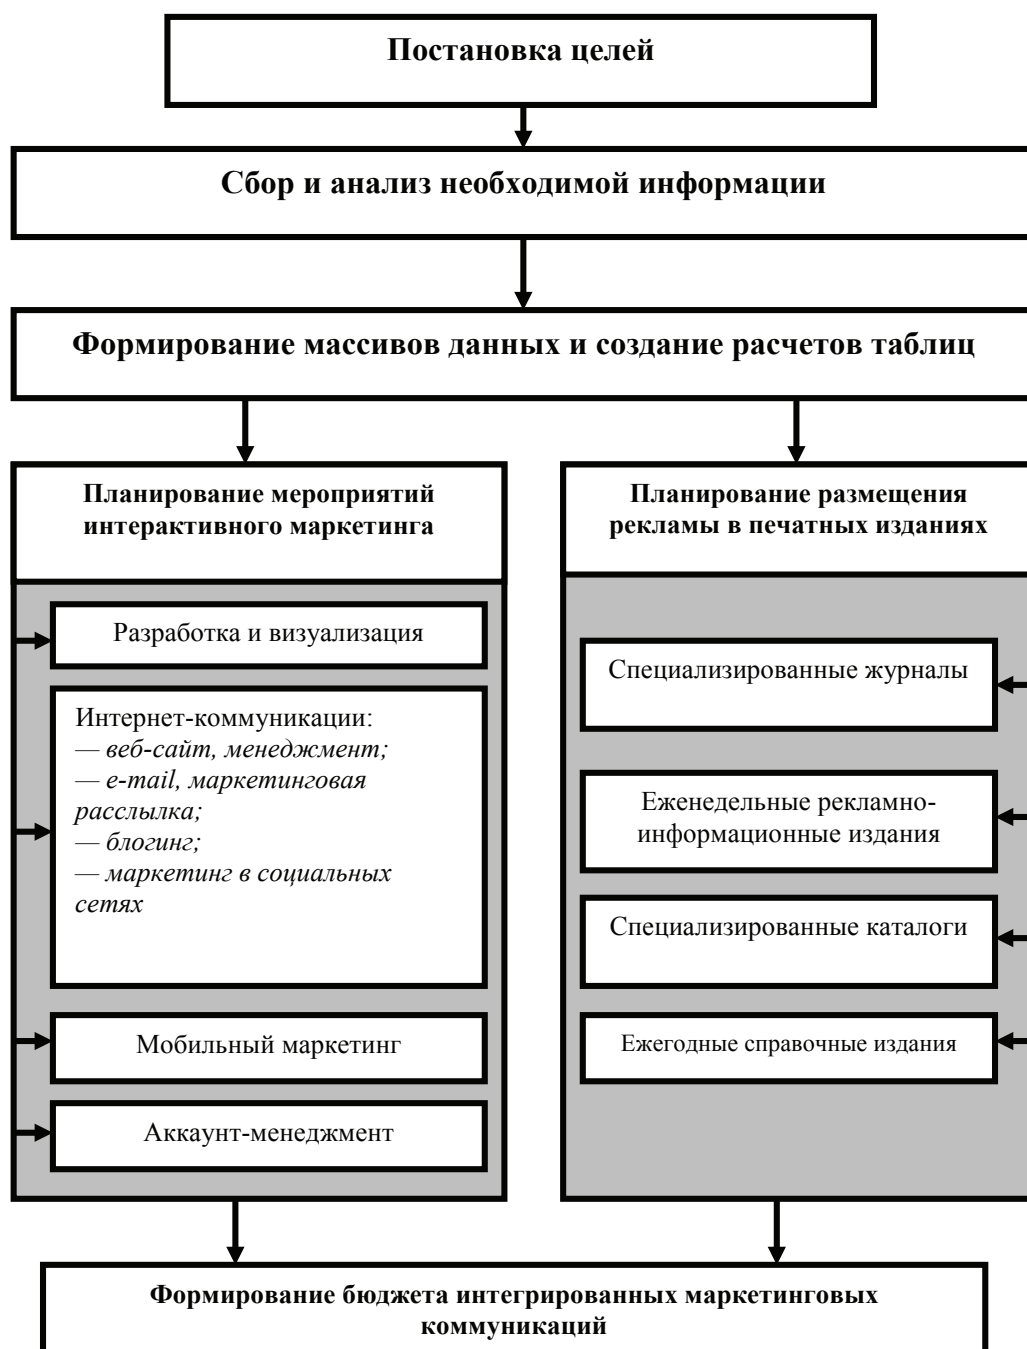 Постановка целей
Сбор и анализ необходимой информации
Формирование массивов данных и создание расчетов таблиц
Планирование мероприятий
интерактивного маркетинга
Разработка и визуализация
Интернет-коммуникации:
— веб-сайт, менеджмент;
— e-mail, маркетинговая
расслылка;
— блогинг;
— маркетинг в социальных
сетях
Мобильный маркетинг
Аккаунт-менеджмент
Планирование размещения
рекламы в печатных изданиях
Специализированные журналы
Еженедельные рекламно-
информационные издания
Специализированные каталоги
Ежегодные справочные издания
Формирование бюджета интегрированных маркетинговых
коммуникаций